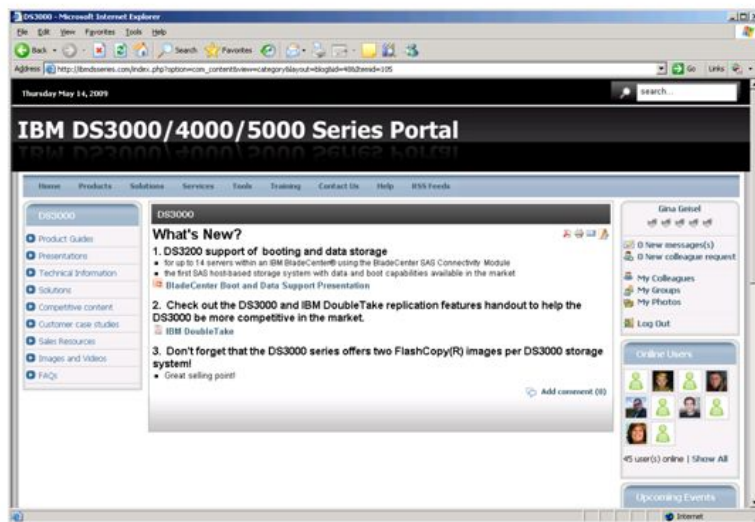 DS3000 - Microsoft Internet Explorer
File Edit View Favorites Tools Help
Back Search Favorites
Address http://ibmdsseries.com/index.php?option=com_content&view=category&layout=blog&id=40&Itemid=105 Go Links
Thursday May 14, 2009
search...
IBM DS3000/4000/5000 Series Portal
Home Products Solutions Services Tools Training Contact Us Help RSS Feeds
DS3000
Product Guides
Presentations
Technical Information
Solutions
Competitive content
Customer case studies
Sales Resources
Images and Videos
FAQs
DS3000
What's New?
1. DS3200 support of booting and data storage
for up to 14 servers within an IBM BladeCenter® using the BladeCenter SAS Connectivity Module
the first SAS host-based storage system with data and boot capabilities available in the market
BladeCenter Boot and Data Support Presentation
2. Check out the DS3000 and IBM DoubleTake replication features handout to help the
DS3000 be more competitive in the market.
IBM DoubleTake
3. Don't forget that the DS3000 series offers two FlashCopy(R) images per DS3000 storage
system!
Great selling point!
Add comment (0)
Gina Geisel
0 New messages(s)
0 New colleague request
My Colleagues
My Groups
My Photos
Log Out
Online Users
45 user(s) online | Show All
Upcoming Events
Internet